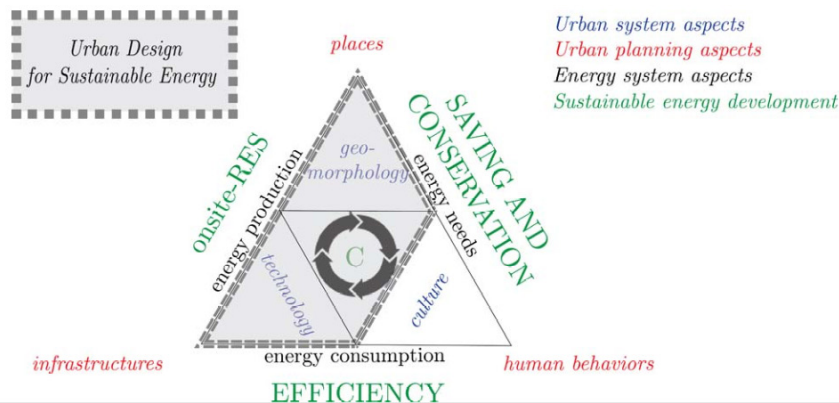 Urban Design
for Sustainable Energy
Urban system aspects
Urban planning aspects
Energy system aspects
Sustainable energy development
places
onsite-RES
energy production
geo-
morphology
energy needs
SAVING AND
CONSERVATION
C
technology
culture
infrastructures
energy consumption
human behaviors
EFFICIENCY